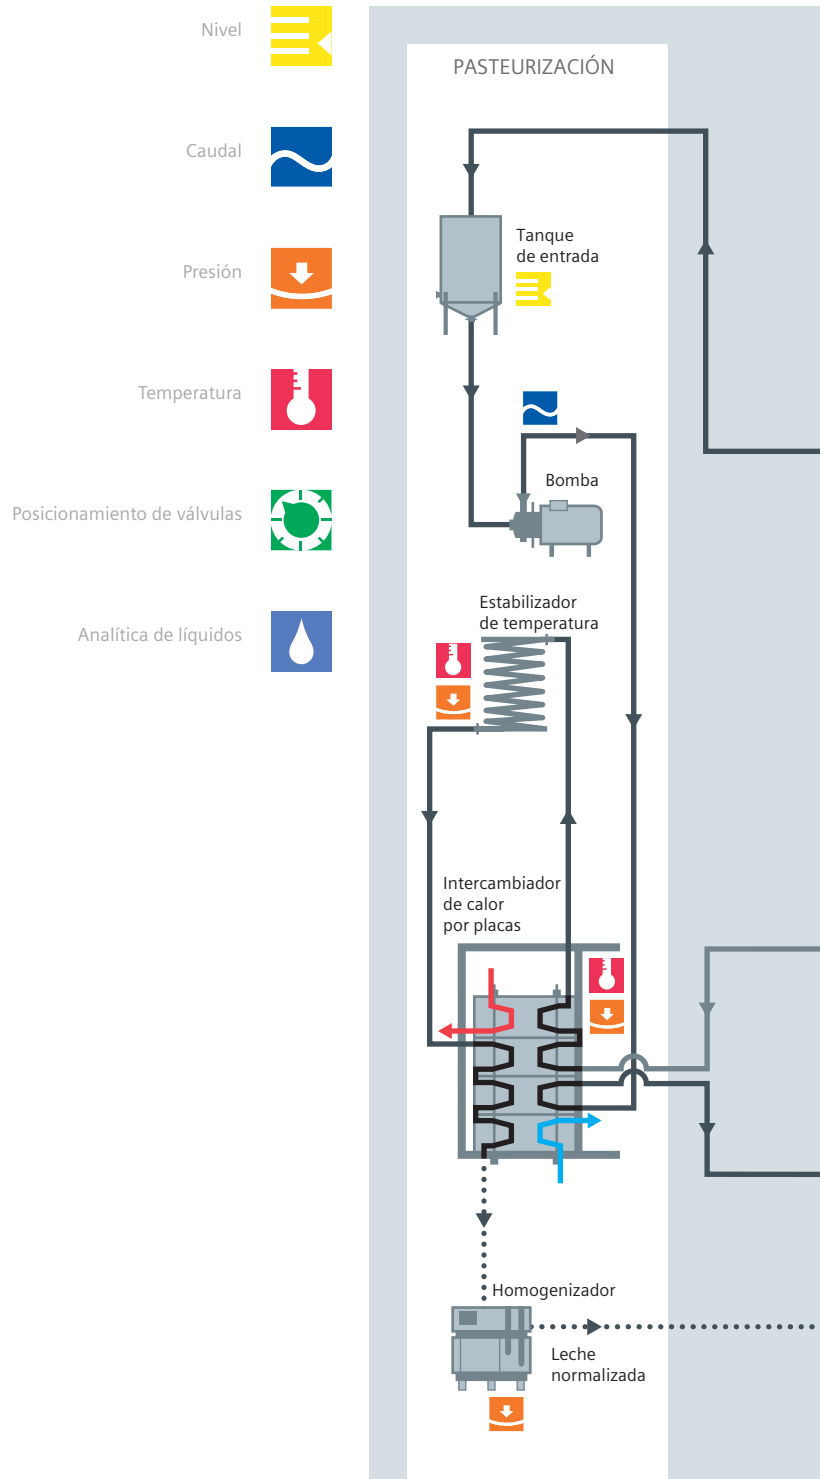 Nivel
Caudal
Presión
Temperatura
Posicionamiento de válvulas
Analítica de líquidos
PASTEURIZACIÓN
Tanque
de entrada
Bomba
Estabilizador
de temperatura
Intercambiador
de calor
por placas
Homogenizador
Leche
normalizada